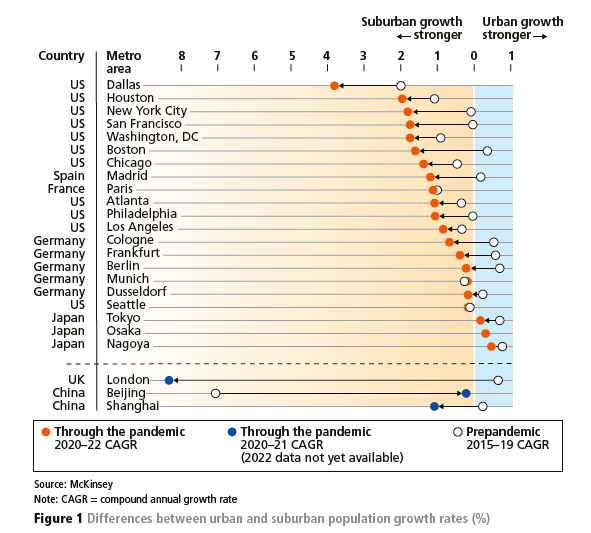 Suburban growth stronger
Urban growth stronger
Country Metro area 8 7 6 5 4 3 2 1 0 1
US Dallas
US Houston
US New York City
US San Francisco
US Washington, DC
US Boston
US Chicago
Spain Madrid
France Paris
US Atlanta
US Philadelphia
US Los Angeles
Germany Cologne
Germany Frankfurt
Germany Berlin
Germany Munich
Germany Dusseldorf
US Seattle
Japan Tokyo
Japan Osaka
Japan Nagoya
UK London
China Beijing
China Shanghai
Through the pandemic
2020–22 CAGR
Through the pandemic
2020–21 CAGR
(2022 data not yet available)
Prepandemic
2015–19 CAGR
Source: McKinsey
Note: CAGR = compound annual growth rate
Figure 1 Differences between urban and suburban population growth rates (%)